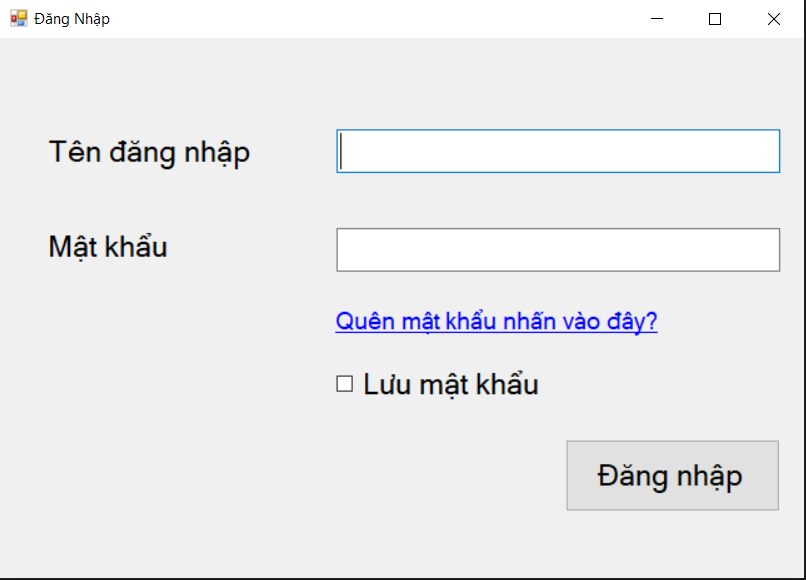 Đăng Nhập
Tên đăng nhập
Mật khẩu
Quên mật khẩu nhấn vào đây?
Lưu mật khẩu
Đăng nhập